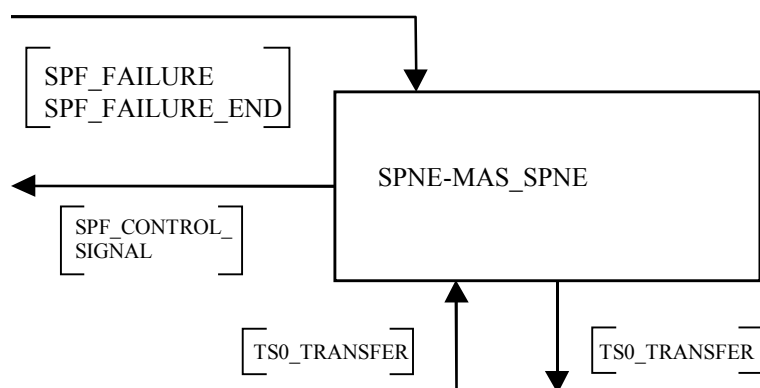 SPF_FAILURE
SPF_FAILURE_END
SPNE-MAS_SPNE
SPF_CONTROL_
SIGNAL
TS0_TRANSFER
TS0_TRANSFER